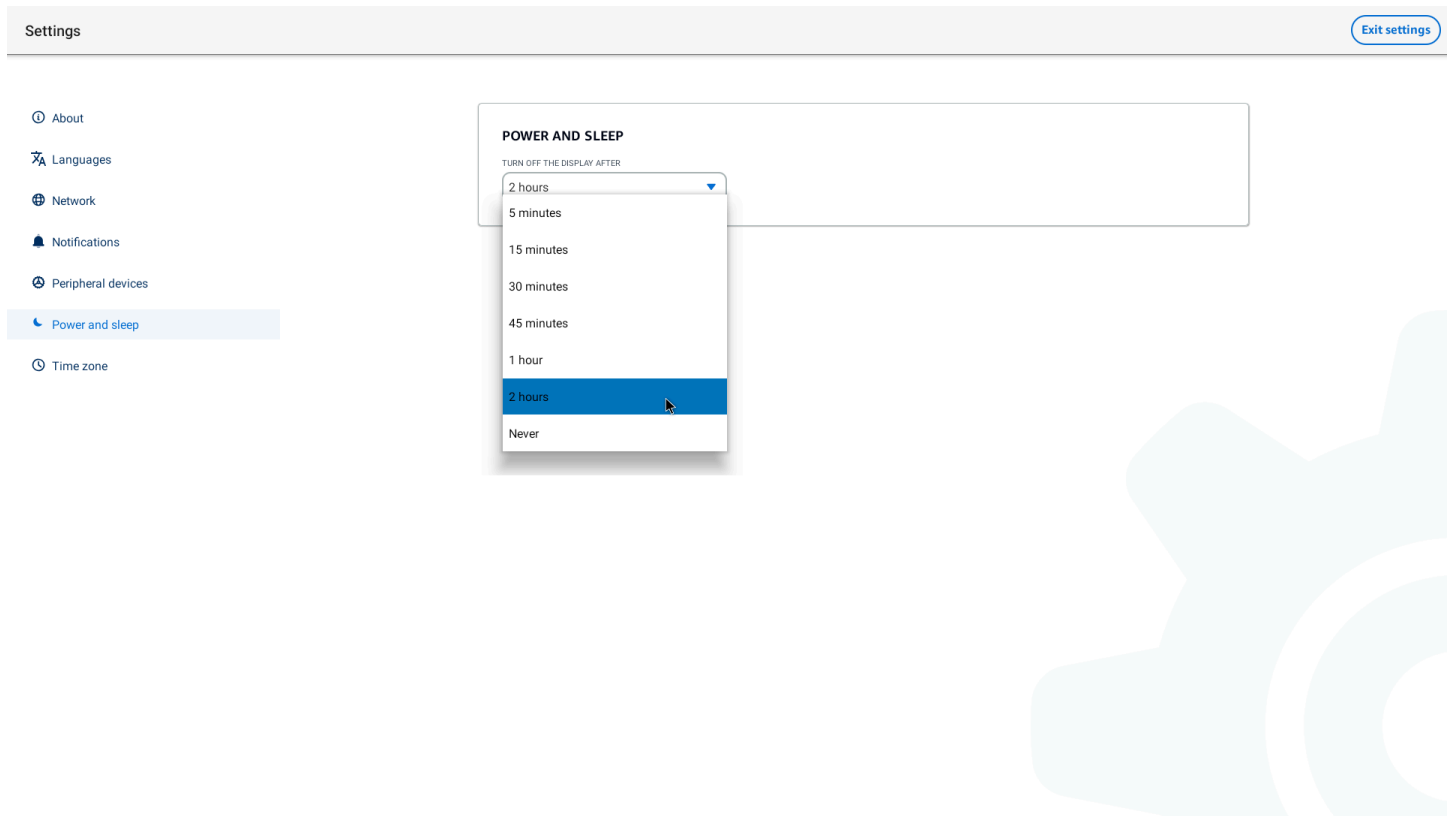 Settings
Exit settings
About
Languages
Network
Notifications
Peripheral devices
Power and sleep
Time zone
POWER AND SLEEP
TURN OFF THE DISPLAY AFTER
2 hours
5 minutes
15 minutes
30 minutes
45 minutes
1 hour
2 hours
Never